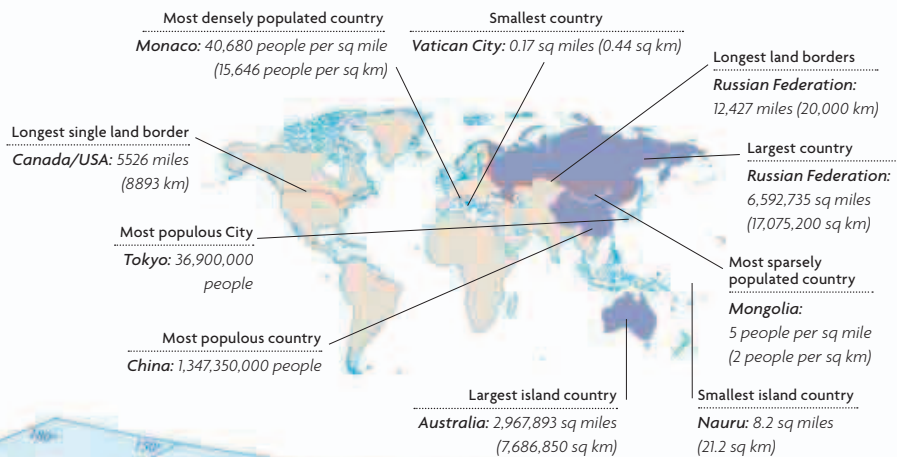 Most densely populated country
Monaco: 40,680 people per sq mile
(15,646 people per sq km)
Smallest country
Vatican City: 0.17 sq miles (0.44 sq km)
Longest land borders
Russian Federation:
12,427 miles (20,000 km)
Longest single land border
Canada/USA: 5526 miles
(8893 km)
Largest country
Russian Federation:
6,592,735 sq miles
(17,075,200 sq km)
Most populous City
Tokyo: 36,900,000
people
Most sparsely
populated country
Mongolia:
5 people per sq mile
(2 people per sq km)
Most populous country
China: 1,347,350,000 people
Largest island country
Australia: 2,967,893 sq miles
(7,686,850 sq km)
Smallest island country
Nauru: 8.2 sq miles
(21.2 sq km)
180°
150°